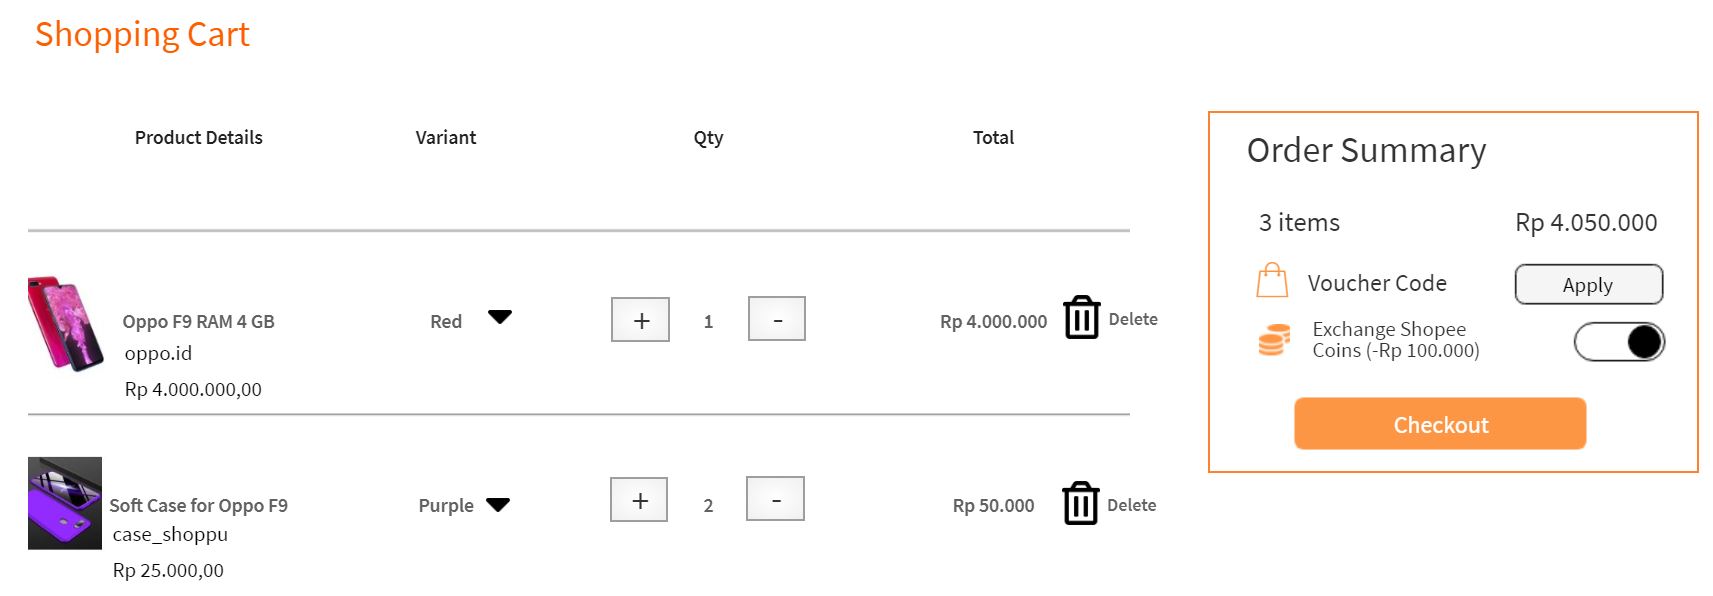 Shopping Cart
Product Details Variant Qty Total
Oppo F9 RAM 4 GB
oppo.id
Rp 4.000.000,00
Red
+ 1 -
Rp 4.000.000
Delete
Soft Case for Oppo F9
case_shoppu
Rp 25.000,00
Purple
+ 2 -
Rp 50.000
Delete
Order Summary
3 items Rp 4.050.000
Voucher Code Apply
Exchange Shopee
Coins (-Rp 100.000)
Checkout